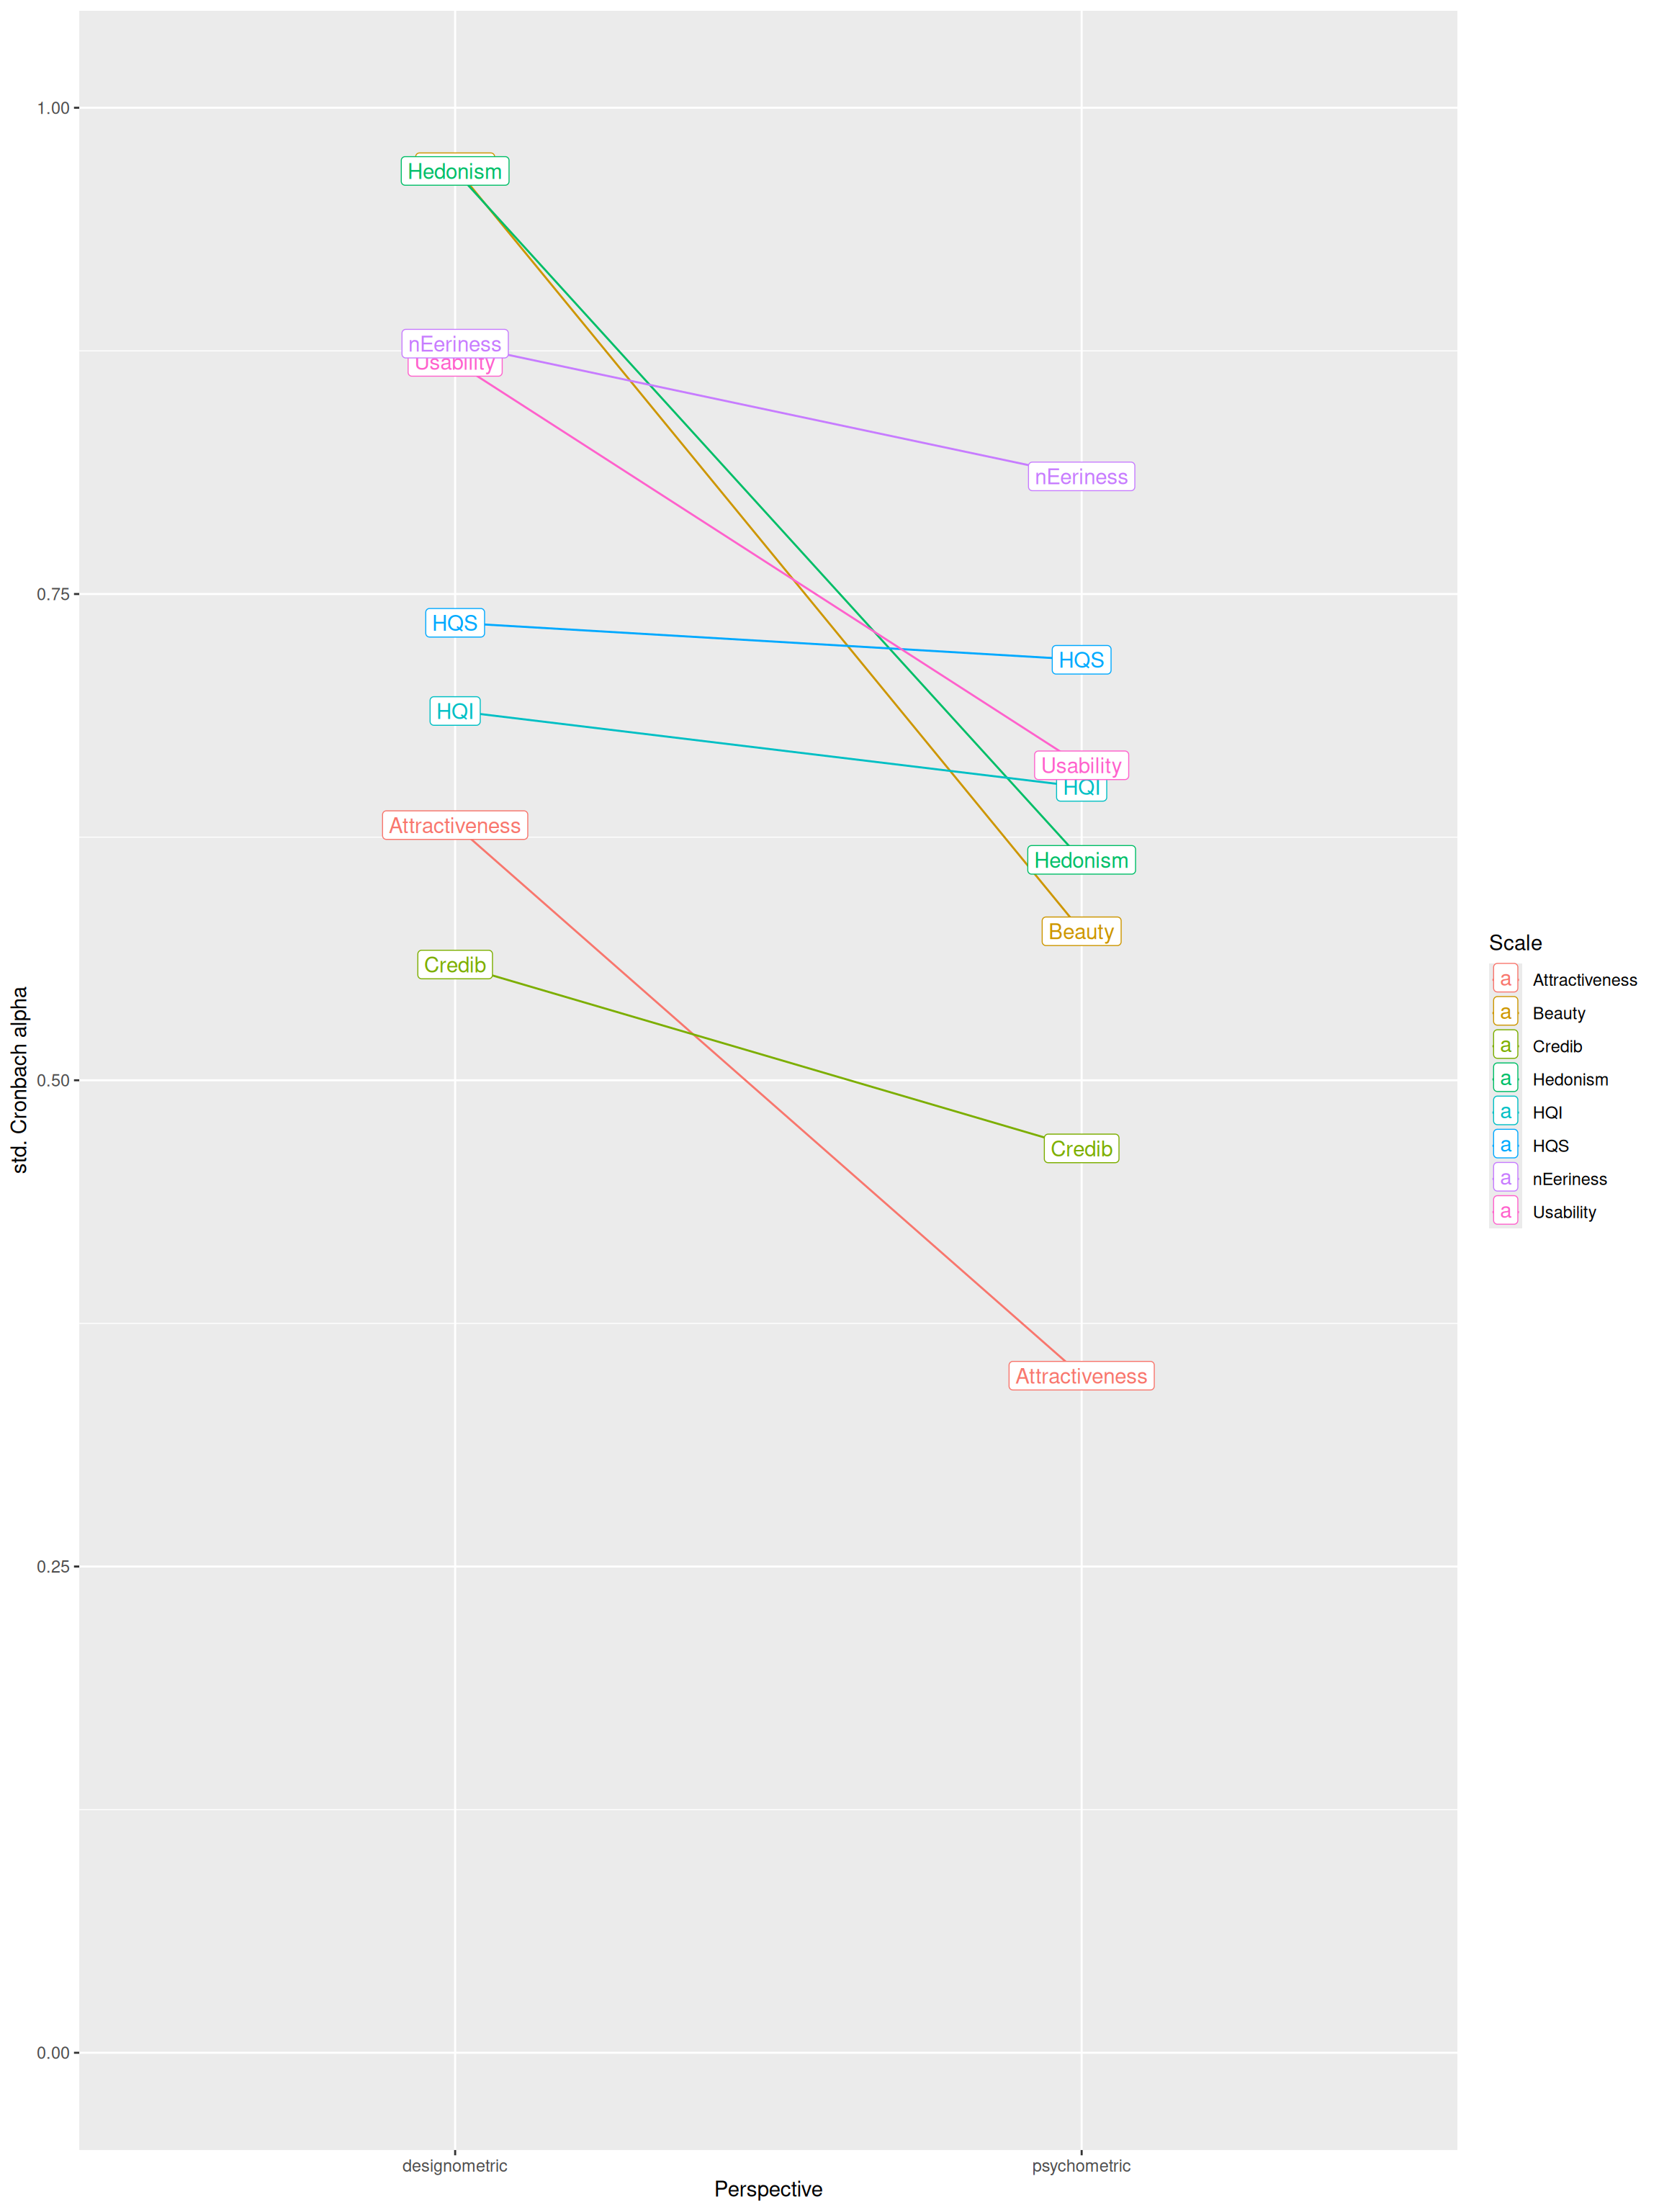 std. Cronbach alpha
1.00
0.75
0.50
0.25
0.00
Hedonism
nEeriness
Usability
HQS
HQI
Attractiveness
Credib
nEeriness
HQS
Usability
HQI
Hedonism
Beauty
Credib
Attractiveness
designometric
psychometric
Perspective
Scale
a Attractiveness
a Beauty
a Credib
a Hedonism
a HQI
a HQS
a nEeriness
a Usability